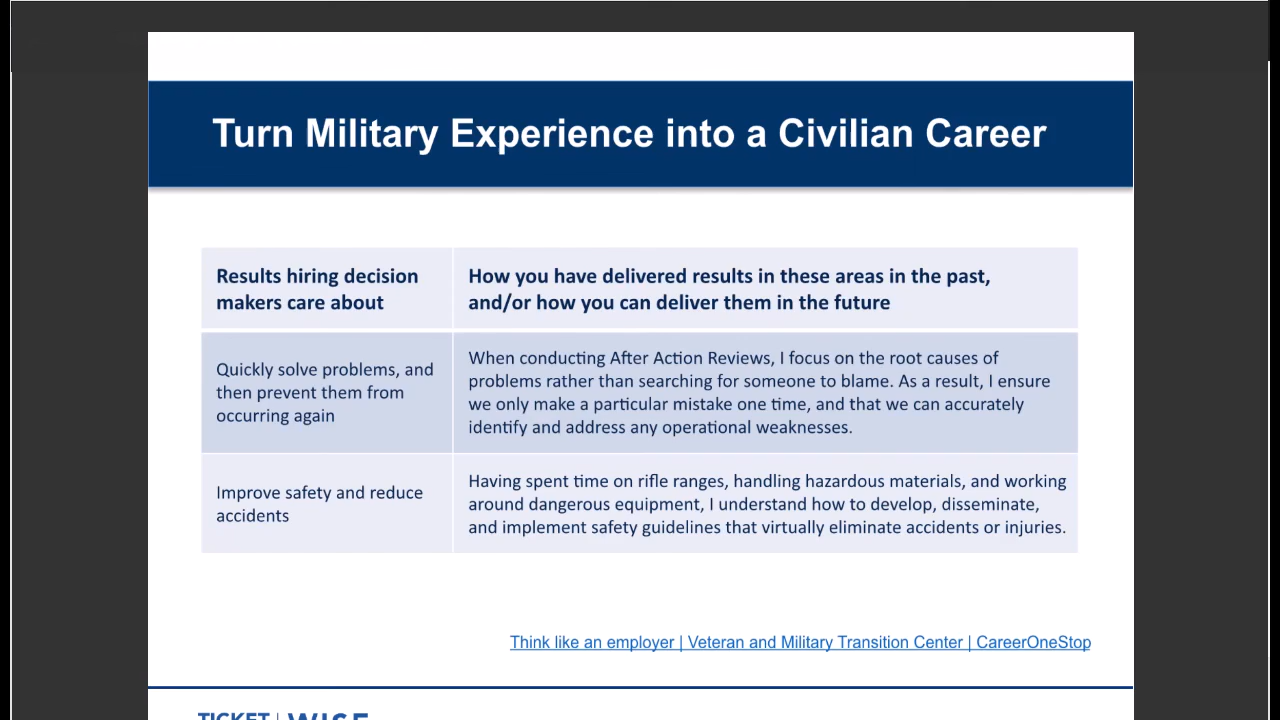 Turn Military Experience into a Civilian Career
Results hiring decision
makers care about
How you have delivered results in these areas in the past,
and/or how you can deliver them in the future
Quickly solve problems, and
then prevent them from
occurring again
When conducting After Action Reviews, I focus on the root causes of
problems rather than searching for someone to blame. As a result, I ensure
we only make a particular mistake one time, and that we can accurately
identify and address any operational weaknesses.
Improve safety and reduce
accidents
Having spent time on rifle ranges, handling hazardous materials, and working
around dangerous equipment, I understand how to develop, disseminate,
and implement safety guidelines that virtually eliminate accidents or injuries.
Think like an employer | Veteran and Military Transition Center | CareerOneStop
TICKET | WISE